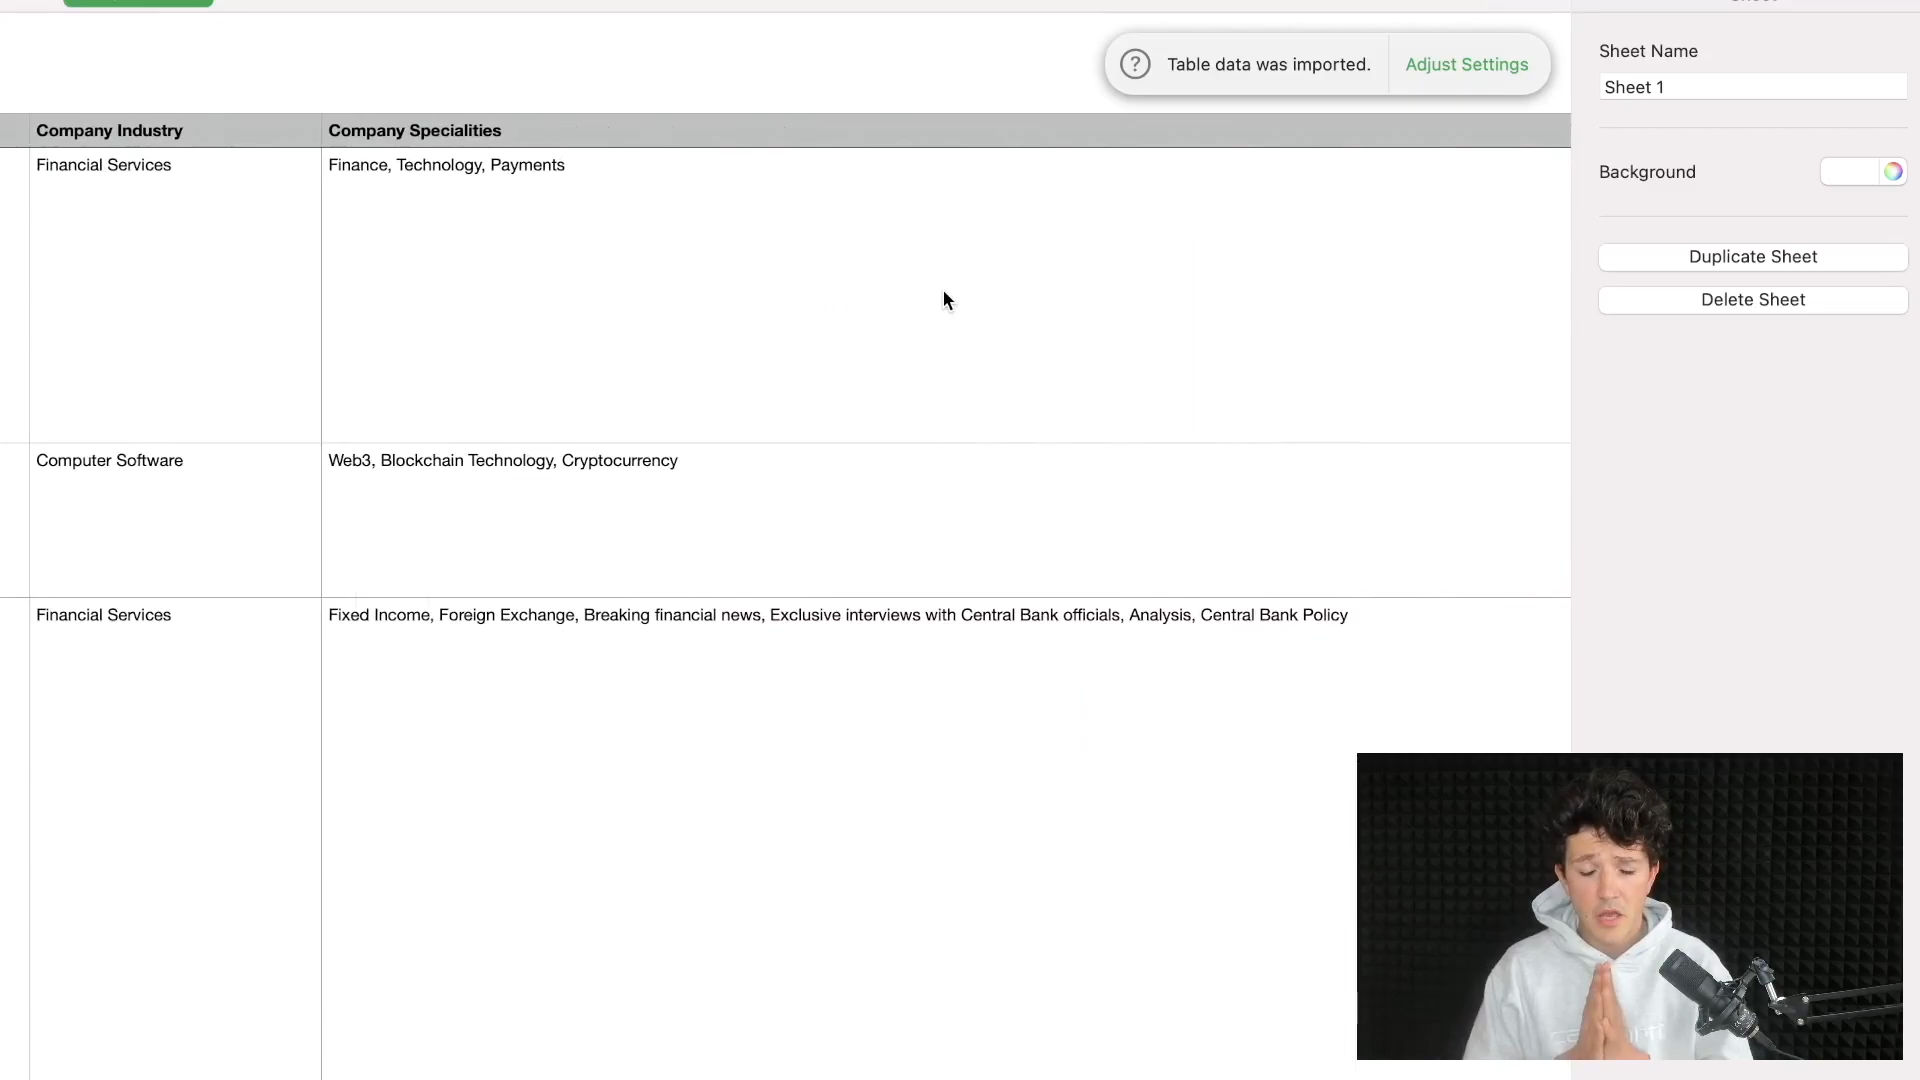 Table data was imported.
Adjust Settings
Sheet Name
Sheet 1
Background
Duplicate Sheet
Delete Sheet
Company Industry
Company Specialities
Financial Services
Finance, Technology, Payments
Computer Software
Web3, Blockchain Technology, Cryptocurrency
Financial Services
Fixed Income, Foreign Exchange, Breaking financial news, Exclusive interviews with Central Bank officials, Analysis, Central Bank Policy